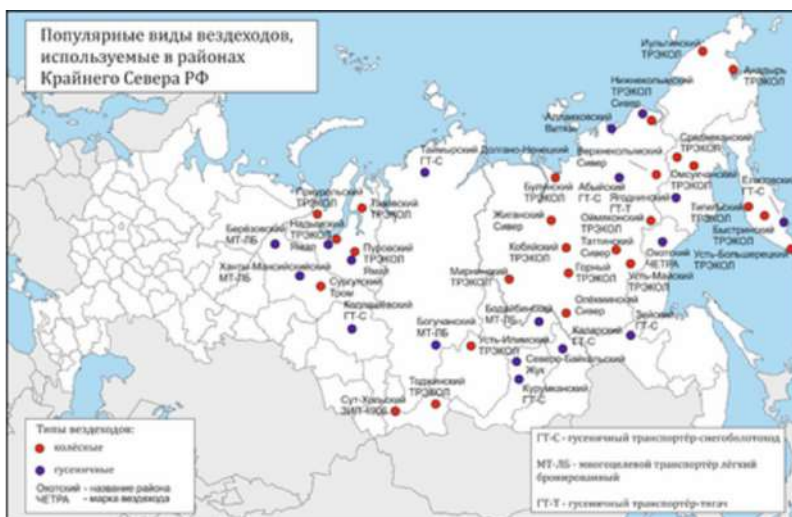 Популярные виды вездеходов,
используемые в районах
Крайнего Севера РФ
Иультинский
ТРЭКОЛ
Анадырь
ТРЭКОЛ
Нижнеколымский
ТРЭКОЛ
Сивер
Аллаиховский
Витязь
Среднеканский
ТРЭКОЛ
Верхнеколымский
Сивер
Таймырский Долгано-Ненецкий
ГТ-С
Омсукчанский
ТРЭКОЛ
Елизовский
ГТ-С
Булунский
ТРЭКОЛ
Абыйский
ГТ-С
Ягоднинский
ГТ-Т
Тигильский
ТРЭКОЛ
Быстринский
ТРЭКОЛ
Приуральский
ТРЭКОЛ
Тазовский
ТРЭКОЛ
Жиганский
Сивер
Оймяконский
ТРЭКОЛ
Берёзовский
МТ-ЛБ
Надымский
ТРЭКОЛ
Ямал
Пуровский
ТРЭКОЛ
Ямал
Кобяйский
ТРЭКОЛ
Таттинский
Сивер
Охотский
ЧЕТРА
Усть-Большерецкий
ТРЭКОЛ
Ханты-Мансийский
МТ-ЛБ
Сургутский
Тром
Мирнинский
ТРЭКОЛ
Горный
ТРЭКОЛ
Усть-Майский
ТРЭКОЛ
Колпашевский
ГТ-С
Олёкминский
Сивер
Бодайбинский
МТ-ЛБ
Зейский
ГТ-С
Богучанский
МТ-ЛБ
Усть-Илимский
ТРЭКОЛ
Каларский
ГТ-С
Северо-Байкальский
Жук
Тоджинский
ТРЭКОЛ
Курумканский
ГТ-С
Сут-Хольский
ЗИЛ-4906
Типы вездеходов:
колёсные
гусеничные
Охотский - название района
ЧЕТРА - марка вездехода
ГТ-С - гусеничный транспортёр-снегоболотоход
МТ-ЛБ - многоцелевой транспортёр лёгкий
бронированный
ГТ-Т - гусеничный транспортёр-тягач